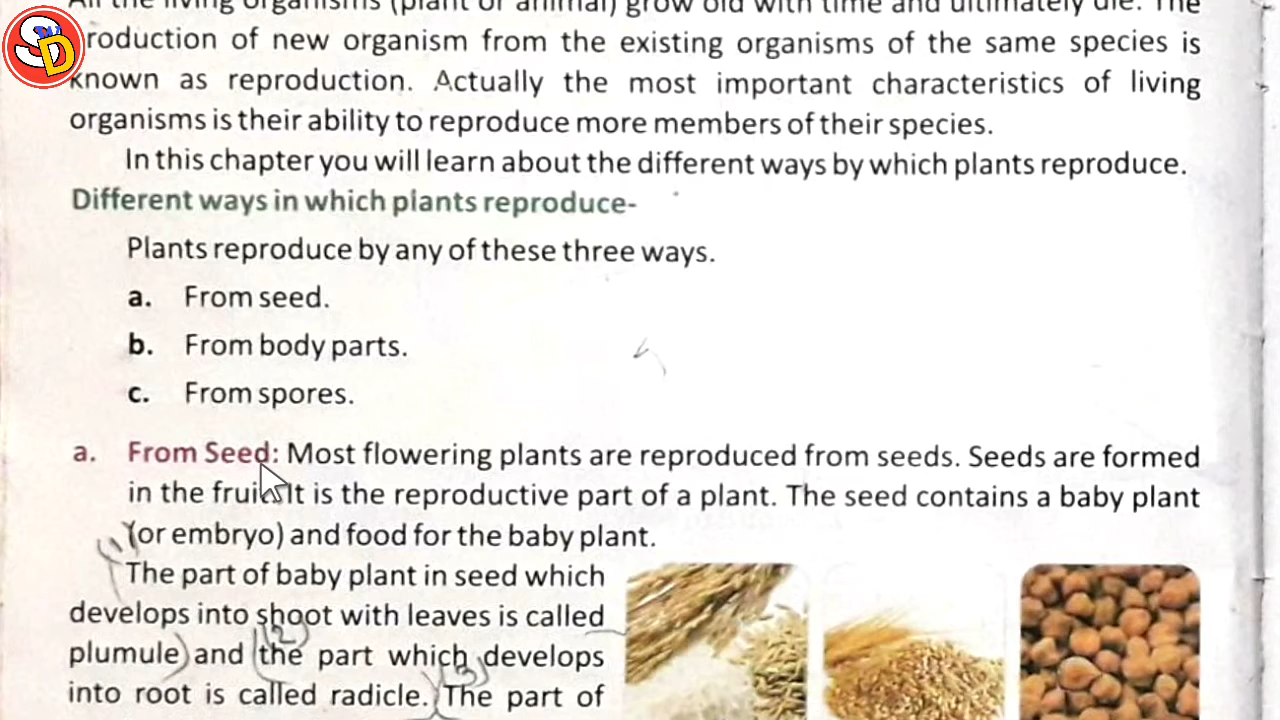 All the living organisms (plant or animal) grow old with time and ultimately die. The
production of new organism from the existing organisms of the same species is
known as reproduction. Actually the most important characteristics of living
organisms is their ability to reproduce more members of their species.
In this chapter you will learn about the different ways by which plants reproduce.
Different ways in which plants reproduce-
Plants reproduce by any of these three ways.
a. From seed.
b. From body parts.
c. From spores.
a. From Seed: Most flowering plants are reproduced from seeds. Seeds are formed
in the fruit. It is the reproductive part of a plant. The seed contains a baby plant
(or embryo) and food for the baby plant.
(1)
The part of baby plant in seed which
develops into shoot with leaves is called
(2)
plumule) and (the part which develops
(3)
into root is called radicle.) (The part of
SD